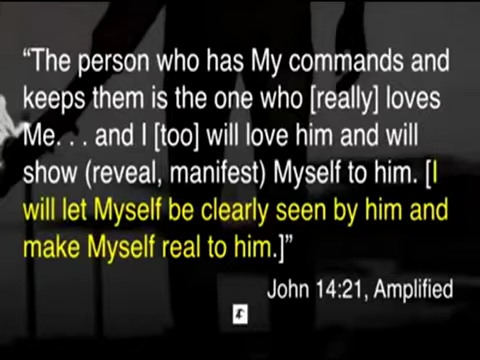 “The person who has My commands and
keeps them is the one who [really] loves
Me. . . and I [too] will love him and will
show (reveal, manifest) Myself to him. [I
will let Myself be clearly seen by him and
make Myself real to him.]”
John 14:21, Amplified